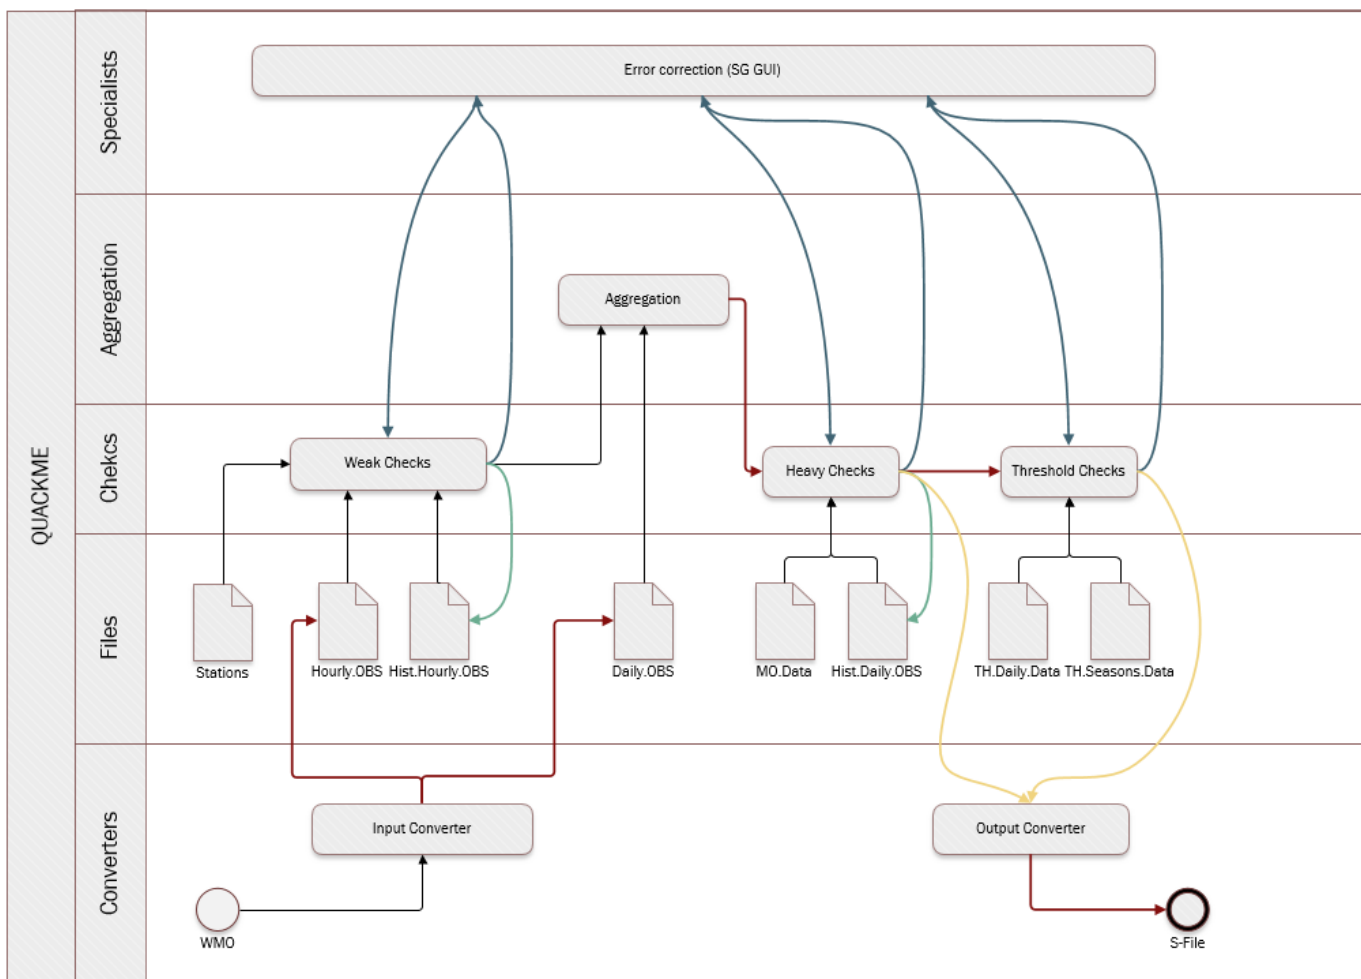 QUACKME
Specialists
Error correction (SG GUI)
Aggregation
Aggregation
Chekcs
Weak Checks
Heavy Checks
Threshold Checks
Files
Stations
Hourly.OBS
Hist.Hourly.OBS
Daily.OBS
MO.Data
Hist.Daily.OBS
TH.Daily.Data
TH.Seasons.Data
Converters
Input Converter
Output Converter
WMO
S-File